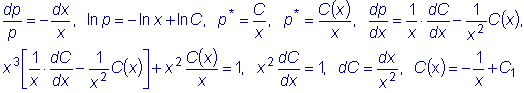 dp/p = -dx/x, ln p = -ln x + ln C, p* = C/x, p* = C(x)/x, dp/dx = 1/x · dC/dx - 1/x² C(x),
x³[1/x · dC/dx - 1/x² C(x)] + x² C(x)/x = 1, x² dC/dx = 1, dC = dx/x², C(x) = -1/x + C₁